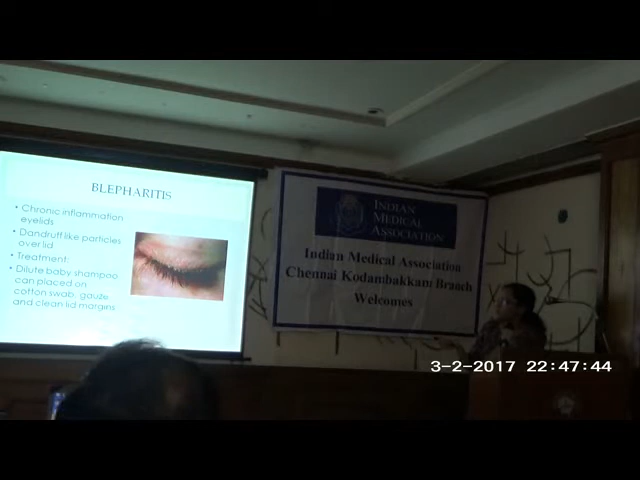 BLEPHARITIS
• Chronic inflammation
eyelids
• Dandruff like particles
over lid
• Treatment:
• Dilute baby shampoo
can placed on
cotton swab, gauze
and clean lid margins
INDIAN
MEDICAL
ASSOCIATION
Indian Medical Association
Chennai Kodambakkam Branch
Welcomes
3-2-2017 22:47:44